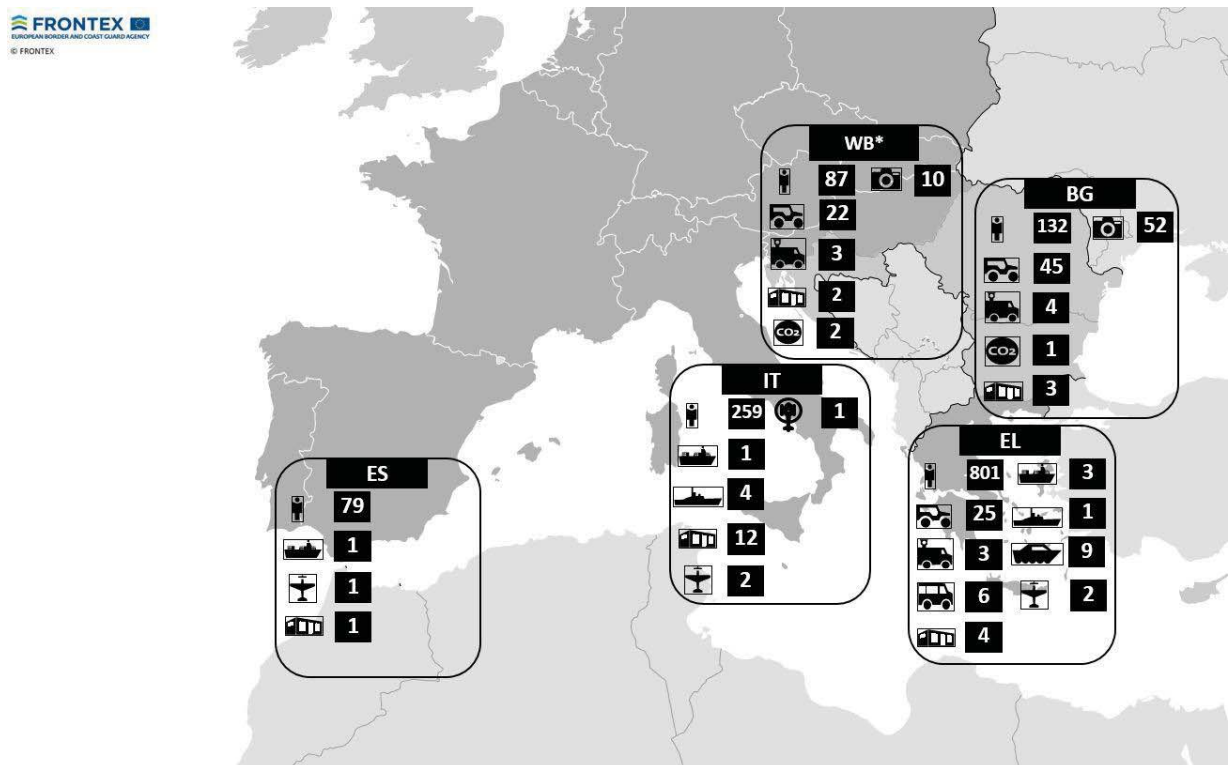 FRONTEX
EUROPEAN BORDER AND COAST GUARD AGENCY
© FRONTEX
WB*
87 10
22
3
2
CO2 2
BG
132 52
45
4
CO2 1
3
IT
259 1
1
4
12
2
EL
801 3
25 1
3 9
6 2
4
ES
79
1
1
1